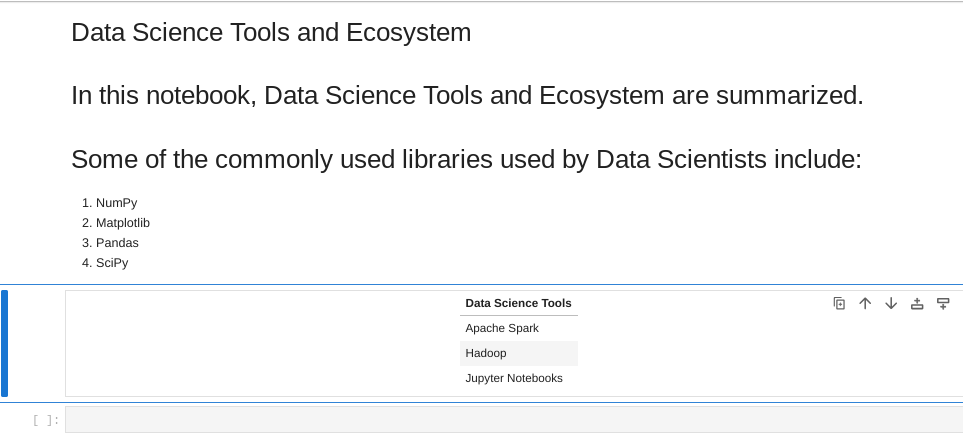 Data Science Tools and Ecosystem
In this notebook, Data Science Tools and Ecosystem are summarized.
Some of the commonly used libraries used by Data Scientists include:
1. NumPy
2. Matplotlib
3. Pandas
4. SciPy
Data Science Tools
Apache Spark
Hadoop
Jupyter Notebooks
[ ]: